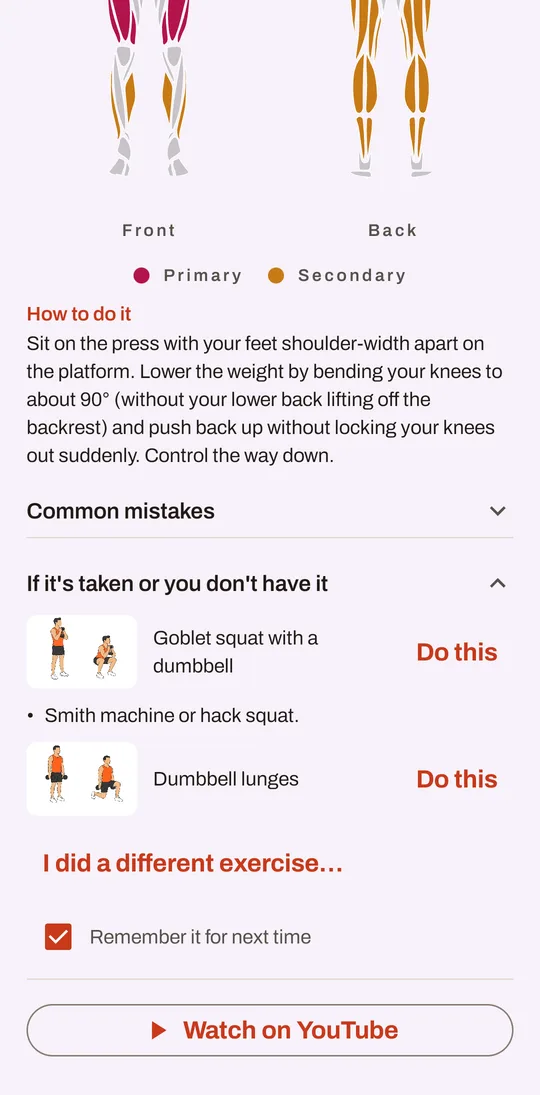 Front
Back
Primary
Secondary
How to do it
Sit on the press with your feet shoulder-width apart on
the platform. Lower the weight by bending your knees to
about 90° (without your lower back lifting off the
backrest) and push back up without locking your knees
out suddenly. Control the way down.
Common mistakes
If it's taken or you don't have it
Goblet squat with a
dumbbell
Do this
• Smith machine or hack squat.
Dumbbell lunges
Do this
I did a different exercise...
Remember it for next time
Watch on YouTube